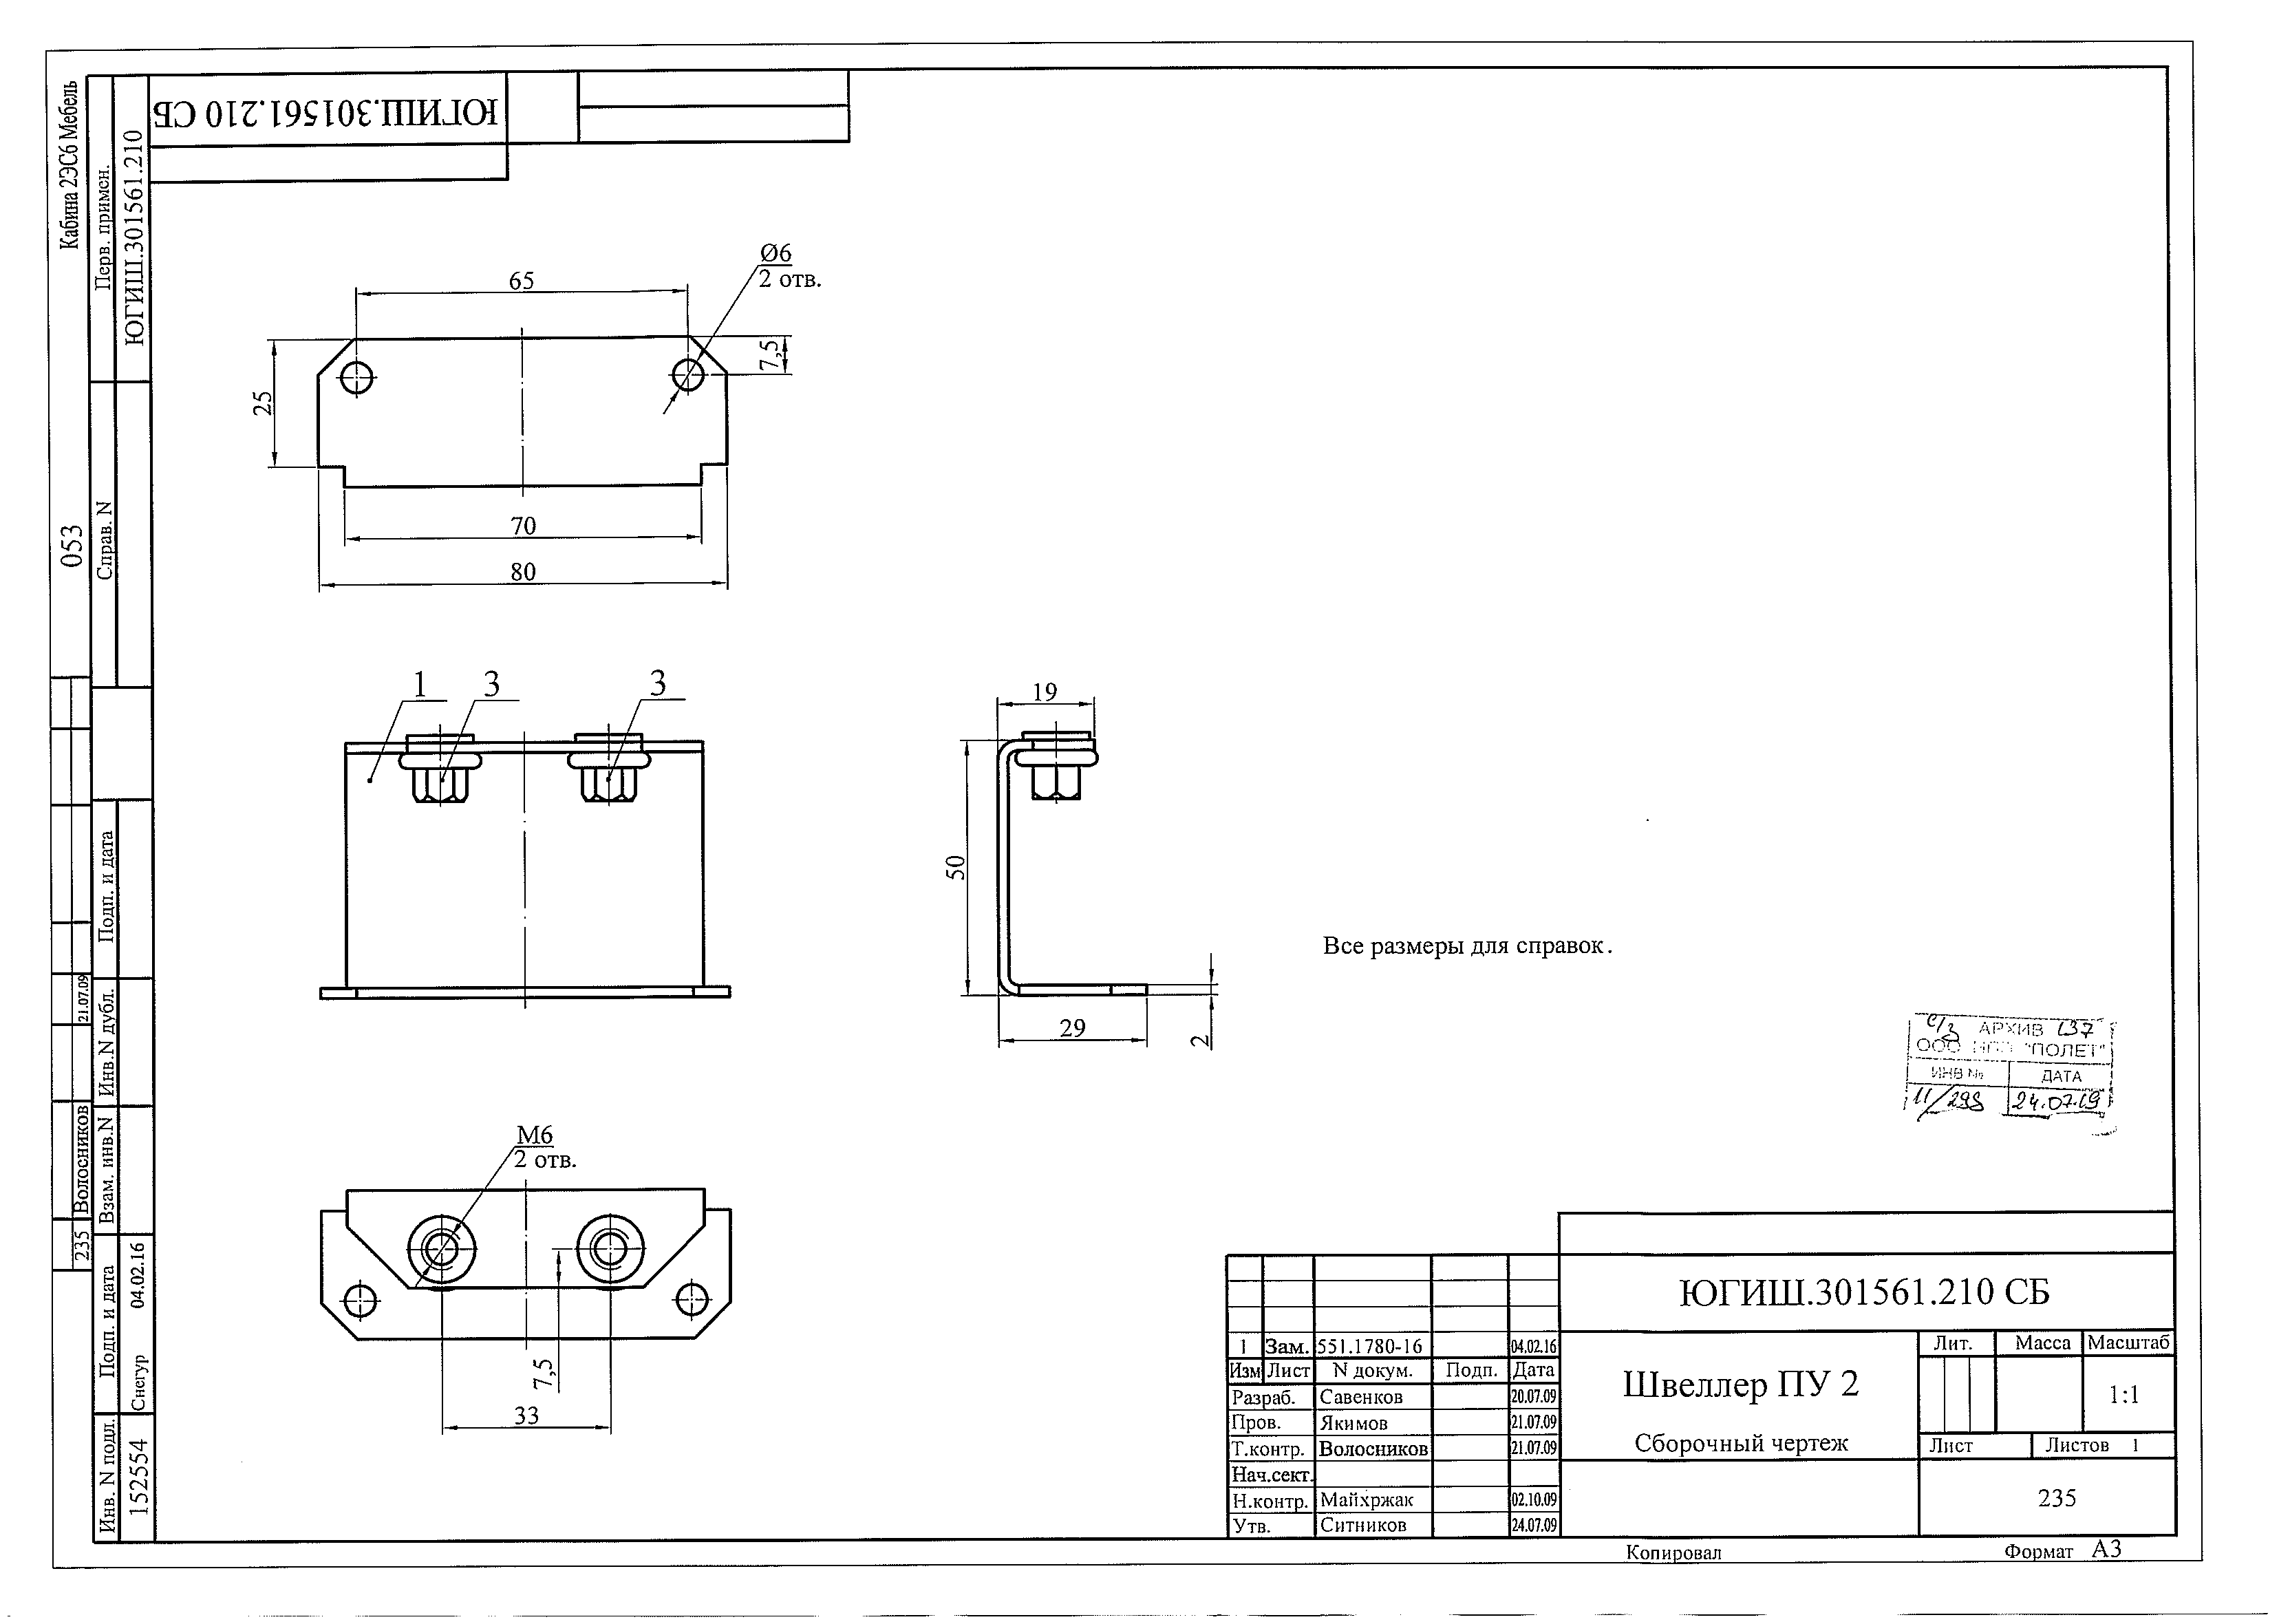 Кабина 2ЭС6 Мебель
053
Перв. примен.
ЮГИШ.301561.210
Справ. N
ЮГИШ.301561.210 СБ
65
Ø6
2 отв.
7,5
25
70
80
1
3
3
19
50
29
2
Все размеры для справок.
М6
2 отв.
7,5
33
Подп. и дата
Инв.N дубл.
Взам. инв.N
Подп. и дата
Снегур 04.02.16
Инв. N подл.
152554
21.07.09
Волосников
235
АРХИВ 137
ООО НПП "ПОЛЕТ"
ИНВ № ДАТА
11/298 24.07.19
ЮГИШ.301561.210 СБ
1 Зам. 551.1780-16 04.02.16
Изм Лист N докум. Подп. Дата
Разраб. Савенков 20.07.09
Пров. Якимов 21.07.09
Т.контр. Волосников 21.07.09
Нач.сект.
Н.контр. Майхржак 02.10.09
Утв. Ситников 24.07.09
Швеллер ПУ 2
Сборочный чертеж
Лит. Масса Масштаб
1:1
Лист Листов 1
235
Копировал Формат А3